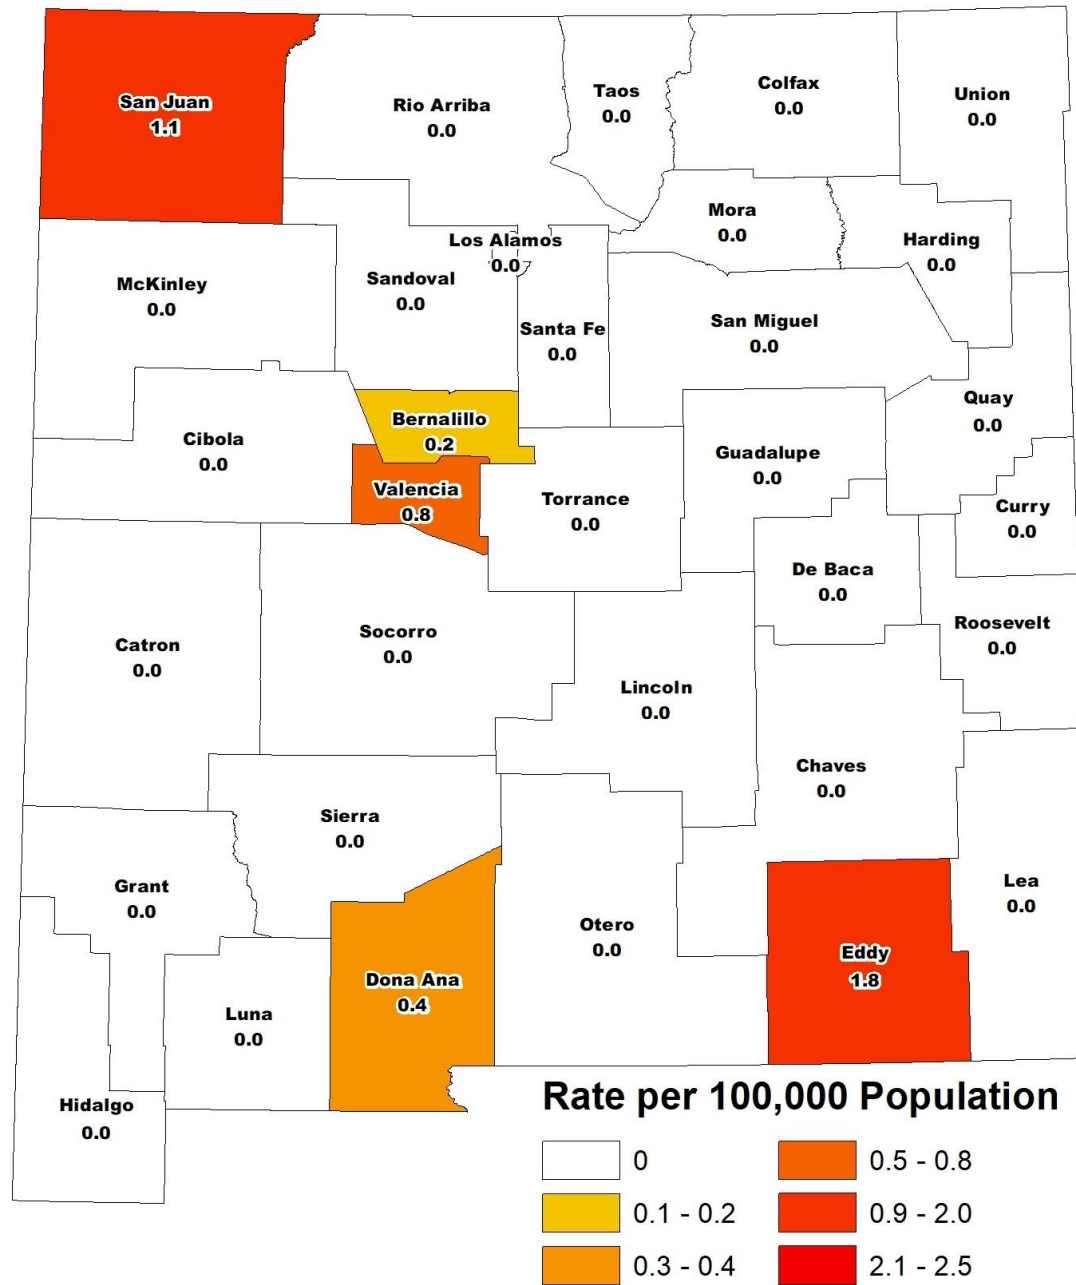 San Juan
1.1
Rio Arriba
0.0
Taos
0.0
Colfax
0.0
Union
0.0
Mora
0.0
Harding
0.0
Los Alamos
0.0
McKinley
0.0
Sandoval
0.0
Santa Fe
0.0
San Miguel
0.0
Quay
0.0
Bernalillo
0.2
Cibola
0.0
Guadalupe
0.0
Valencia
0.8
Torrance
0.0
Curry
0.0
De Baca
0.0
Roosevelt
0.0
Catron
0.0
Socorro
0.0
Lincoln
0.0
Chaves
0.0
Sierra
0.0
Grant
0.0
Lea
0.0
Otero
0.0
Eddy
1.8
Dona Ana
0.4
Luna
0.0
Hidalgo
0.0
Rate per 100,000 Population
0
0.1 - 0.2
0.3 - 0.4
0.5 - 0.8
0.9 - 2.0
2.1 - 2.5